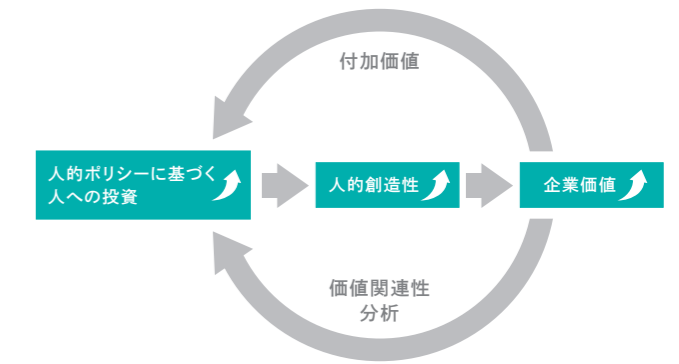 付加価値
人的ポリシーに基づく
人への投資
人的創造性
企業価値
価値関連性
分析